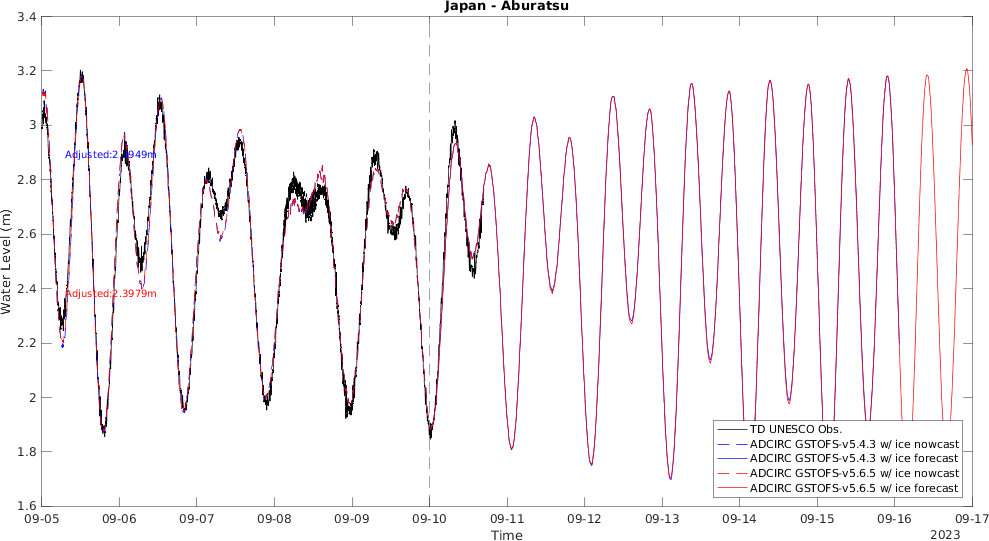 Japan - Aburatsu
Water Level (m)
3.4
3.2
3
2.8
2.6
2.4
2.2
2
1.8
1.6
Adjusted:2.3979m
TD UNESCO Obs.
ADCIRC GSTOFS-v5.4.3 w/ ice nowcast
ADCIRC GSTOFS-v5.4.3 w/ ice forecast
ADCIRC GSTOFS-v5.6.5 w/ ice nowcast
ADCIRC GSTOFS-v5.6.5 w/ ice forecast
09-05 09-06 09-07 09-08 09-09 09-10 09-11 09-12 09-13 09-14 09-15 09-16 09-17
Time
2023